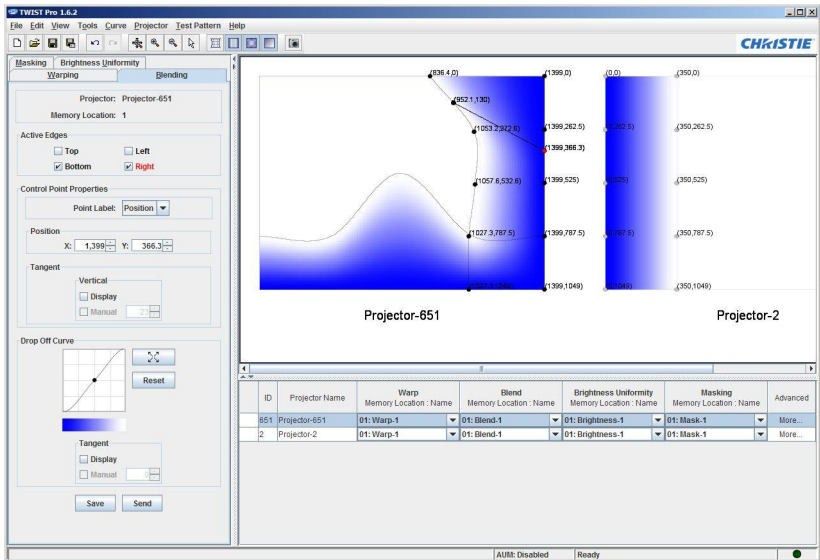 TWIST Pro 1.6.2
File Edit View Tools Curve Projector Test Pattern Help
CHRISTIE
Masking Brightness Uniformity
Warping Blending
Projector: Projector-651
Memory Location: 1
Active Edges
Top Left
Bottom Right
Control Point Properties
Point Label: Position
Position
X: 1,399 Y: 366.3
Tangent
Vertical
Display
Manual
Drop Off Curve
Reset
Tangent
Display
Manual
Save Send
(836.4,0) (1399,0) (0,0) (350,0)
(952.1,130)
(1053.2,272.6) (1399,262.5) (350,262.5)
(1399,366.3)
(1057.6,532.6) (1399,525) (350,525)
(1027.3,787.5) (1399,787.5) (350,787.5)
(1399,1049) (350,1049)
Projector-651 Projector-2
ID Projector Name Warp Blend Brightness Uniformity Masking Advanced
Memory Location : Name Memory Location : Name Memory Location : Name Memory Location : Name
651 Projector-651 01: Warp-1 01: Blend-1 01: Brightness-1 01: Mask-1 More...
2 Projector-2 01: Warp-1 01: Blend-1 01: Brightness-1 01: Mask-1 More...
AUM: Disabled Ready